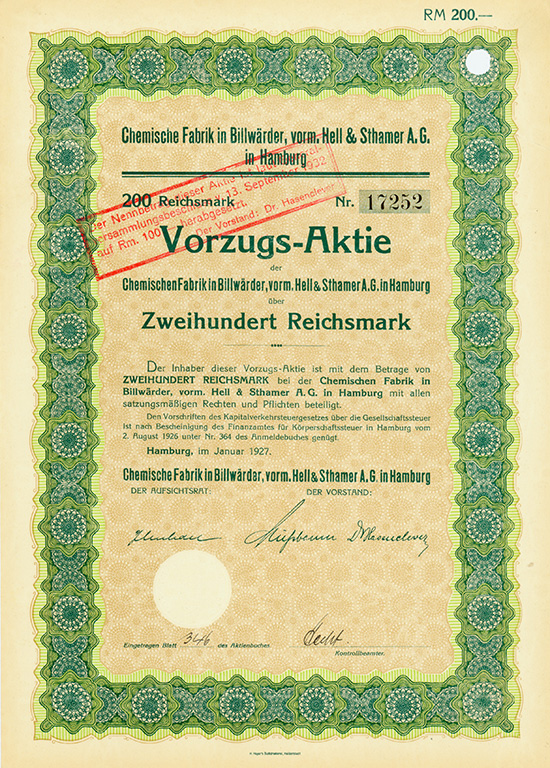 RM 200.—
Chemische Fabrik in Billwärder, vorm. Hell & Sthamer A.G.
in Hamburg
200 Reichsmark Nr. 17252
Der Nennbetrag dieser Aktie ist laut General-
versammlungsbeschluss v. 13. September 1932
auf Rm. 100 herabgesetzt.
Der Vorstand: Dr. Hasenclever
Vorzugs-Aktie
der
Chemischen Fabrik in Billwärder, vorm. Hell & Sthamer A.G. in Hamburg
über
Zweihundert Reichsmark
Der Inhaber dieser Vorzugs-Aktie ist mit dem Betrage von
ZWEIHUNDERT REICHSMARK bei der Chemischen Fabrik in
Billwärder, vorm. Hell & Sthamer A.G. in Hamburg mit allen
satzungsmäßigen Rechten und Pflichten beteiligt.
Den Vorschriften des Kapitalverkehrsteuergesetzes über die Gesellschaftssteuer
ist nach Bescheinigung des Finanzamtes für Körperschaftssteuer in Hamburg vom
2. August 1926 unter Nr. 364 des Anmeldebuches genügt.
Hamburg, im Januar 1927.
Chemische Fabrik in Billwärder, vorm. Hell & Sthamer A.G. in Hamburg
DER AUFSICHTSRAT: DER VORSTAND:
Dr Hasenclever
Eingetragen Blatt 346 des Aktienbuches.
Kontrollbeamter.